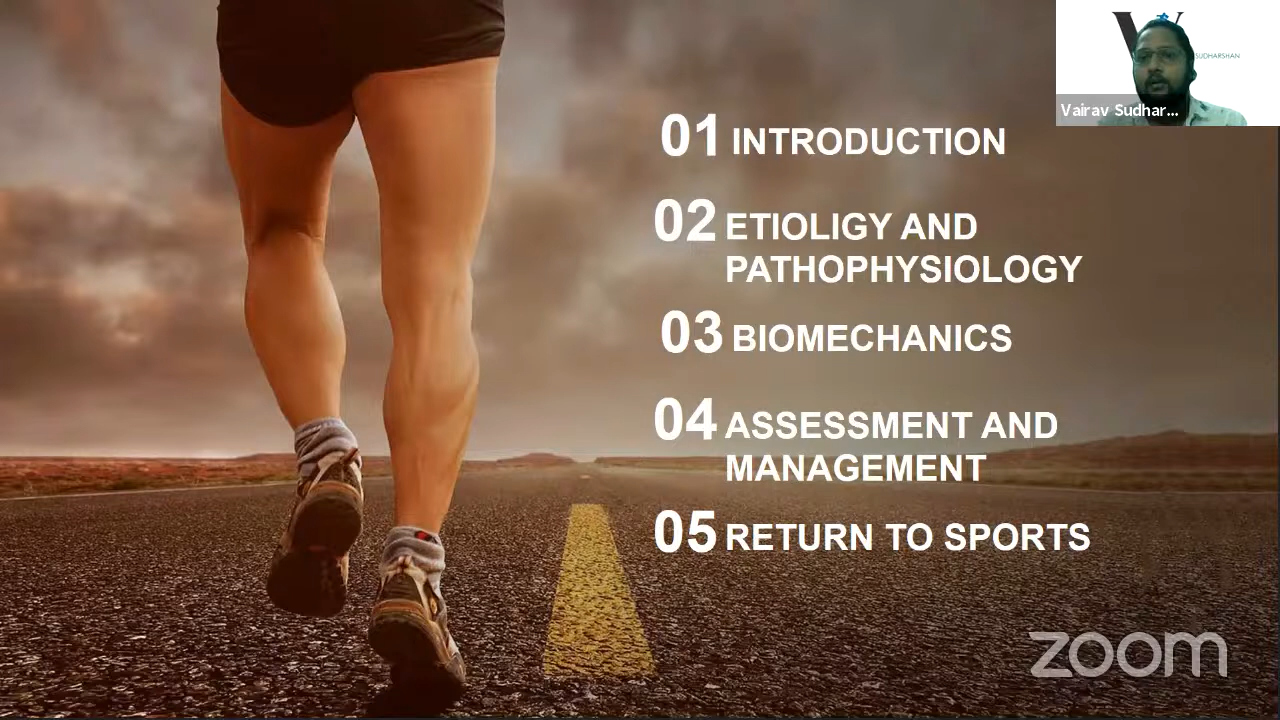 SUDHARSHAN
Vairav Sudhar...
01 INTRODUCTION
02 ETIOLIGY AND
PATHOPHYSIOLOGY
03 BIOMECHANICS
04 ASSESSMENT AND
MANAGEMENT
05 RETURN TO SPORTS
zoom